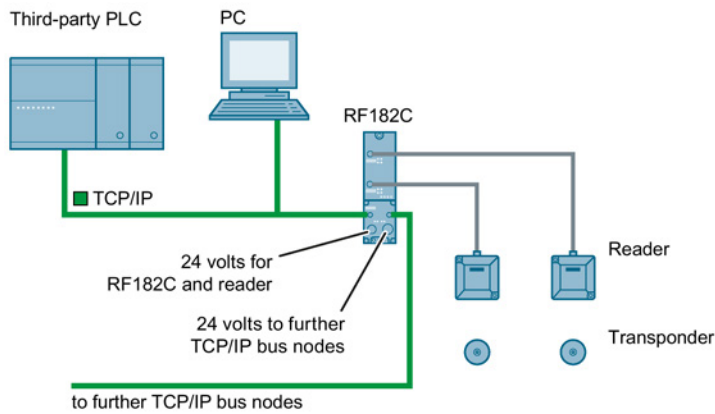 Third-party PLC
PC
RF182C
TCP/IP
24 volts for
RF182C and reader
Reader
24 volts to further
TCP/IP bus nodes
Transponder
to further TCP/IP bus nodes